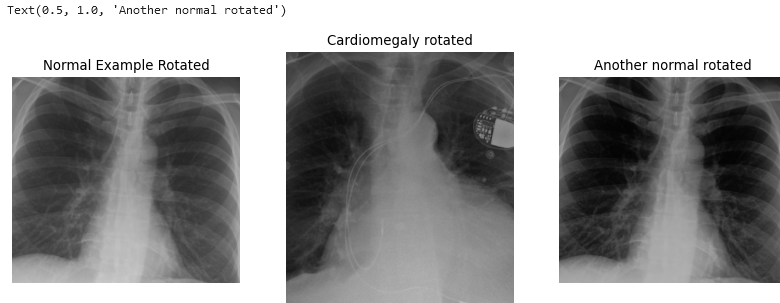 Text(0.5, 1.0, 'Another normal rotated')
Cardiomegaly rotated
Normal Example Rotated
Another normal rotated